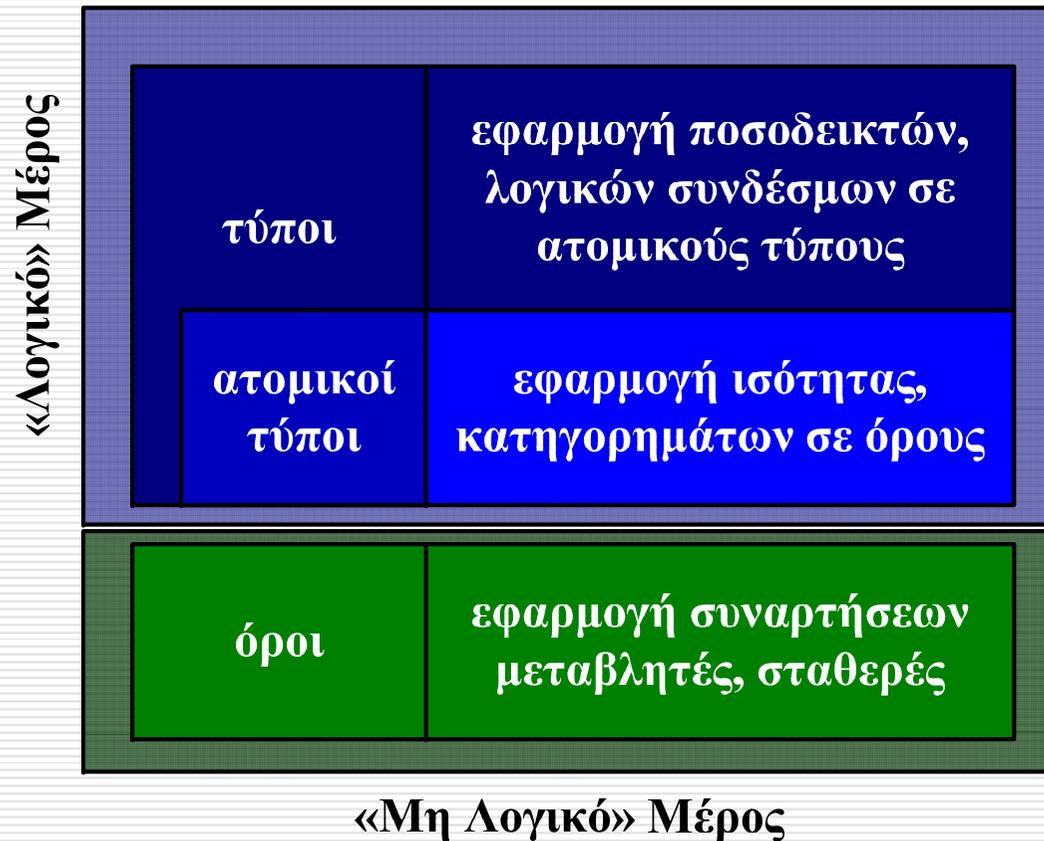 «Λογικό» Μέρος
τύποι
εφαρμογή ποσοδεικτών,
λογικών συνδέσμων σε
ατομικούς τύπους
ατομικοί
τύποι
εφαρμογή ισότητας,
κατηγορημάτων σε όρους
όροι
εφαρμογή συναρτήσεων
μεταβλητές, σταθερές
«Μη Λογικό» Μέρος